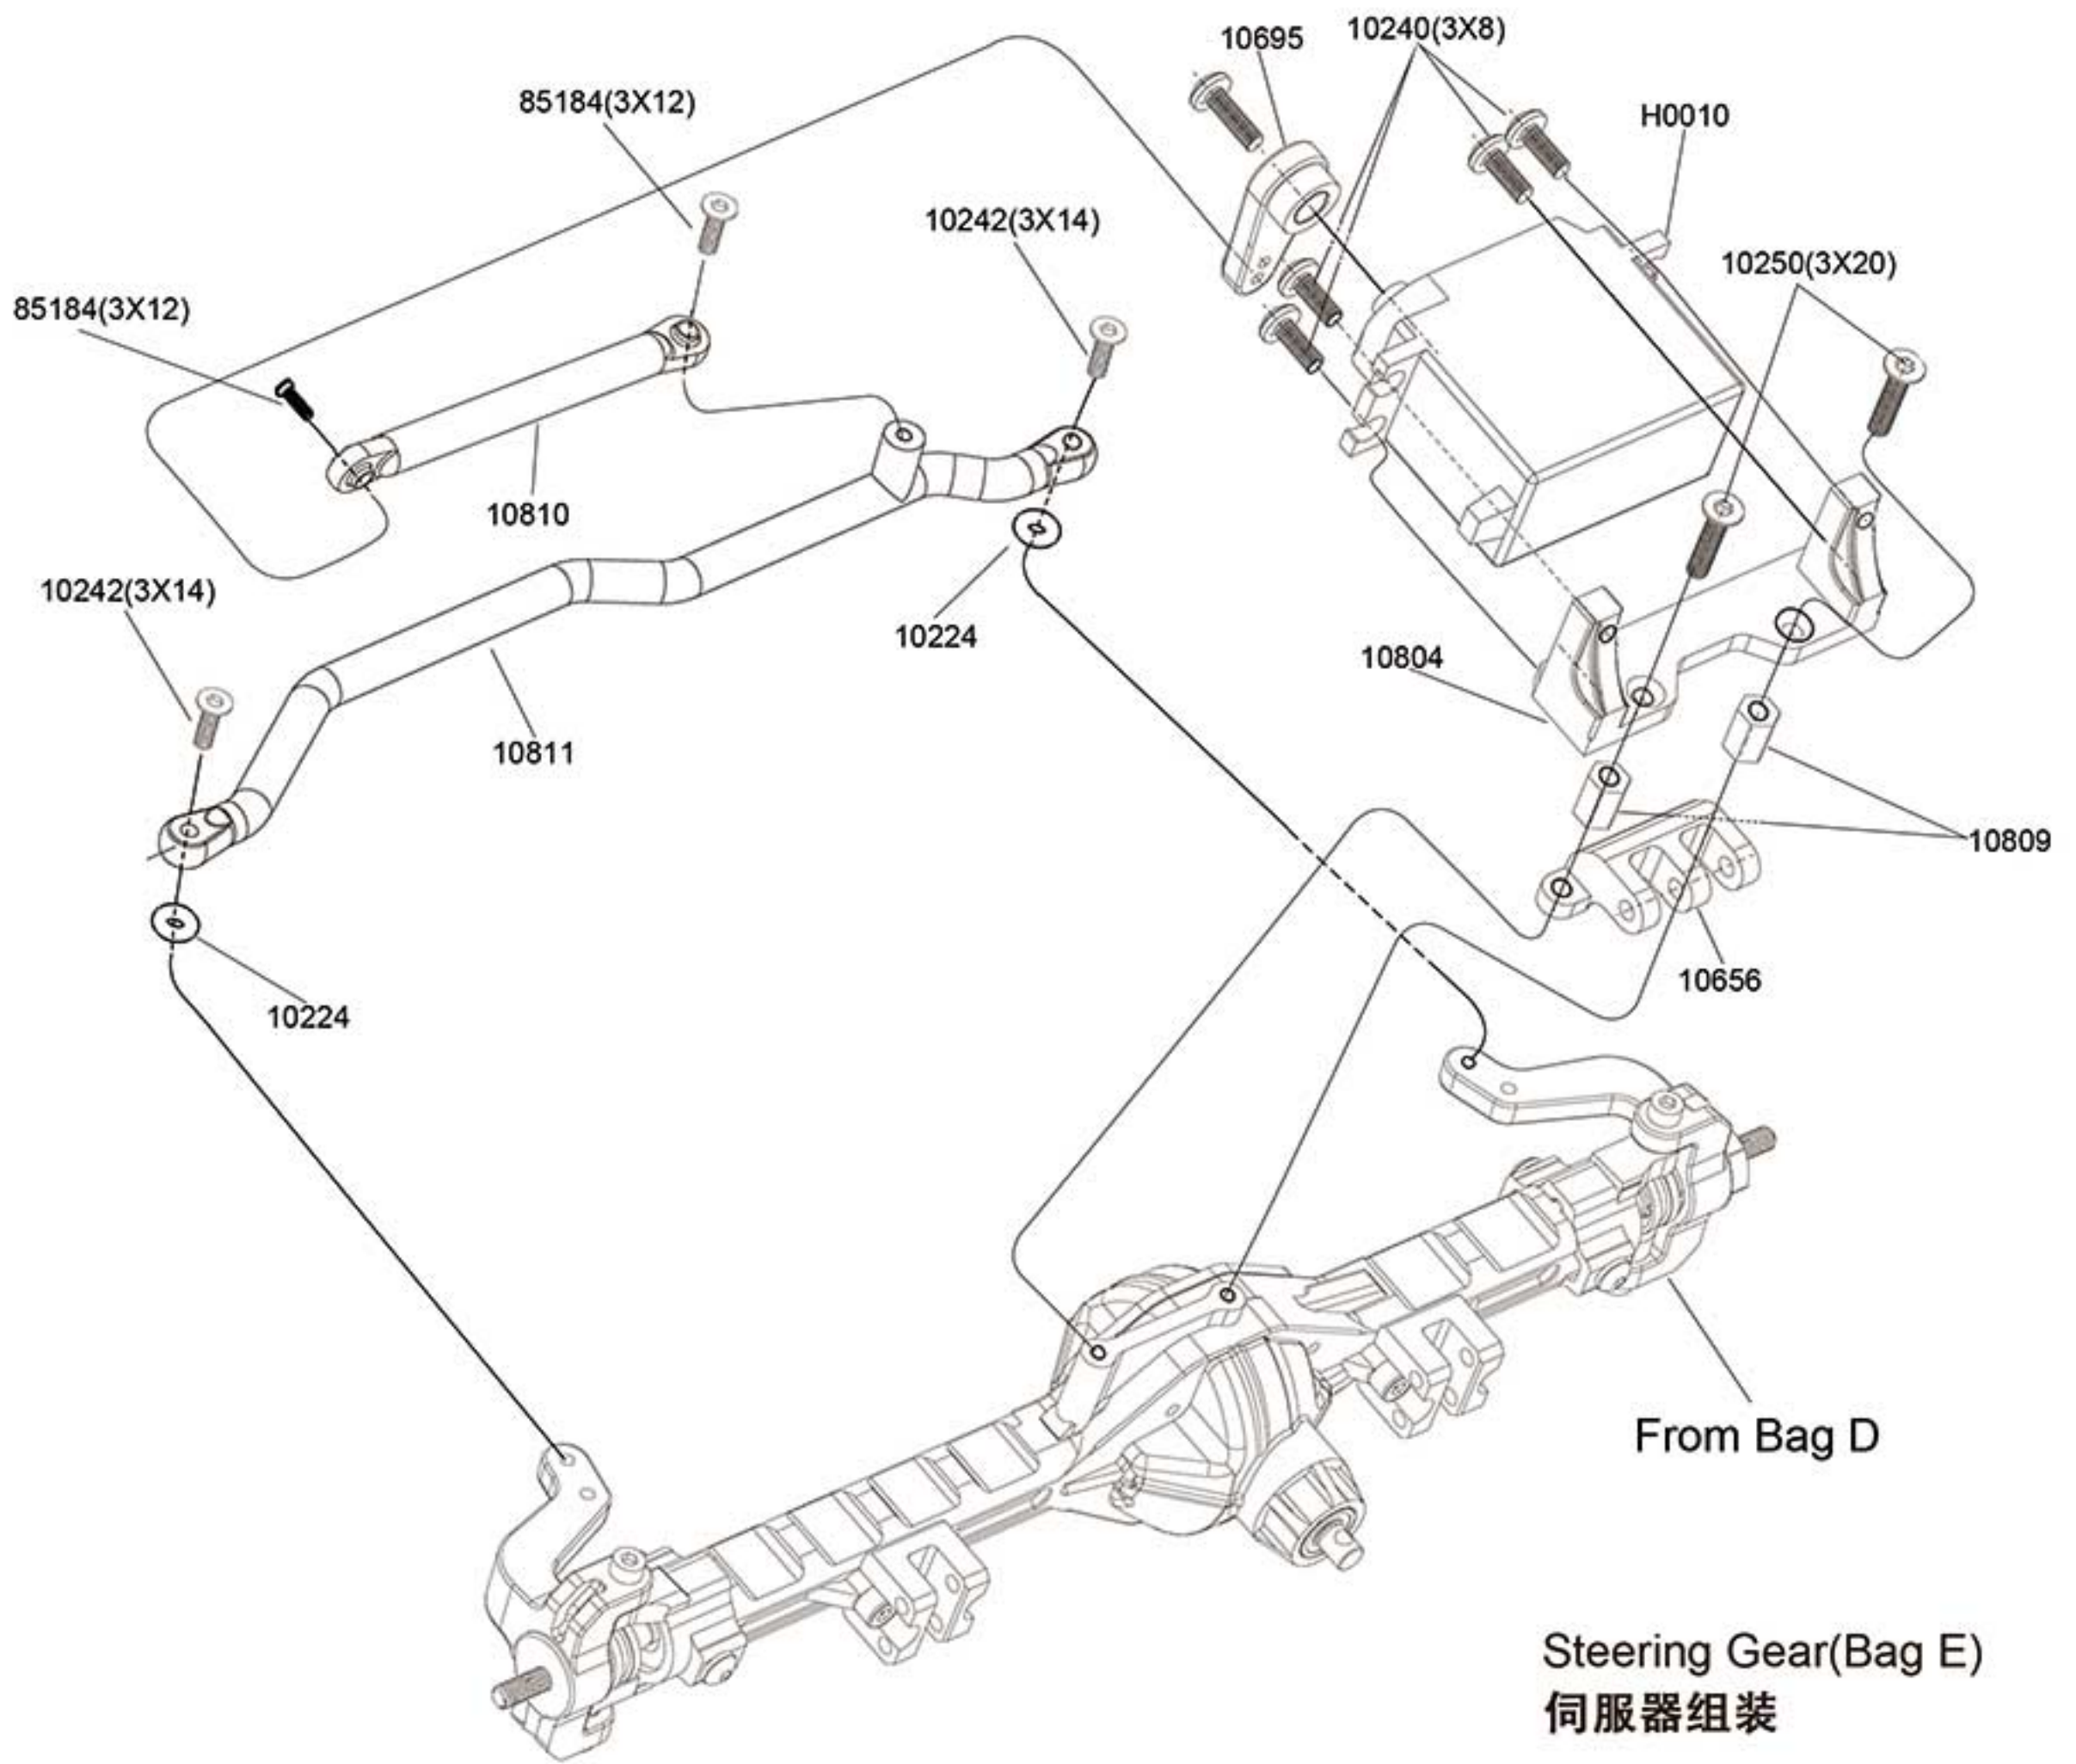 10695
10240(3X8)
85184(3X12)
H0010
10242(3X14)
10250(3X20)
85184(3X12)
10810
10242(3X14)
10224
10804
10811
10809
10656
10224
From Bag D
Steering Gear(Bag E)
伺服器组装